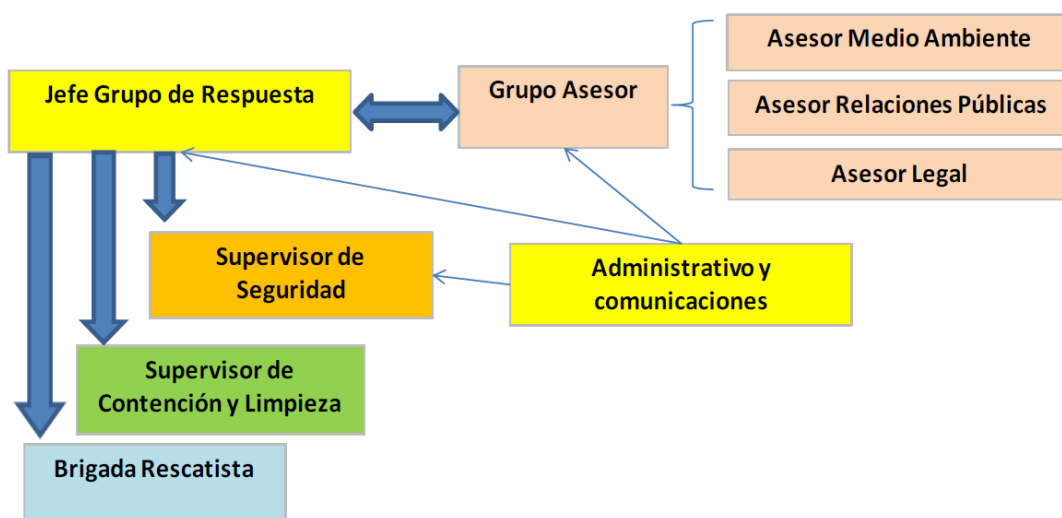 Jefe Grupo de Respuesta
Grupo Asesor
Asesor Medio Ambiente
Asesor Relaciones Públicas
Asesor Legal
Supervisor de
Seguridad
Administrativo y
comunicaciones
Supervisor de
Contención y Limpieza
Brigada Rescatista